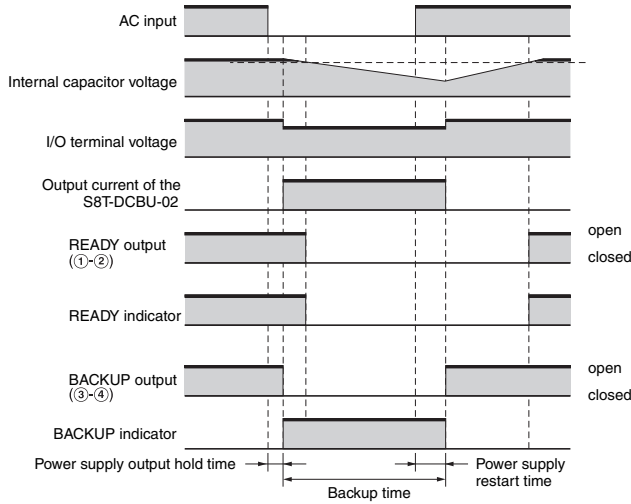 AC input
Internal capacitor voltage
I/O terminal voltage
Output current of the
S8T-DCBU-02
READY output
(①-②)
open
closed
READY indicator
BACKUP output
(③-④)
open
closed
BACKUP indicator
Power supply output hold time
Power supply
restart time
Backup time